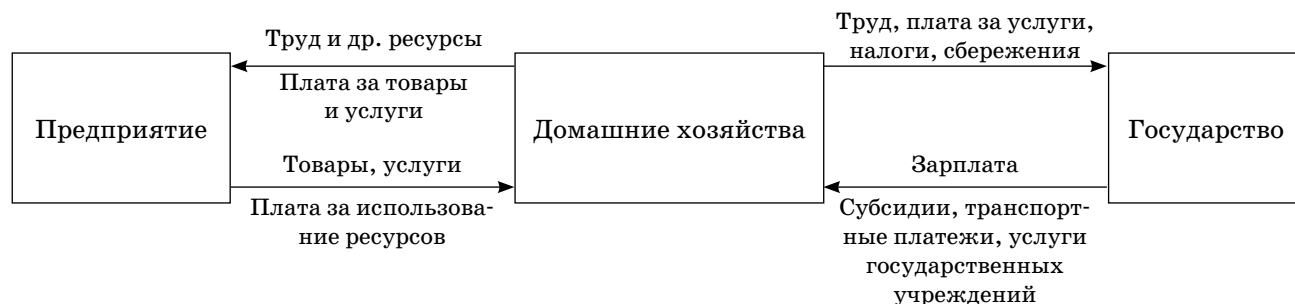 Труд и др. ресурсы
Плата за товары
и услуги
Товары, услуги
Плата за использова-
ние ресурсов
Предприятие
Домашние хозяйства
Труд, плата за услуги,
налоги, сбережения
Зарплата
Субсидии, транспорт-
ные платежи, услуги
государственных
учреждений
Государство